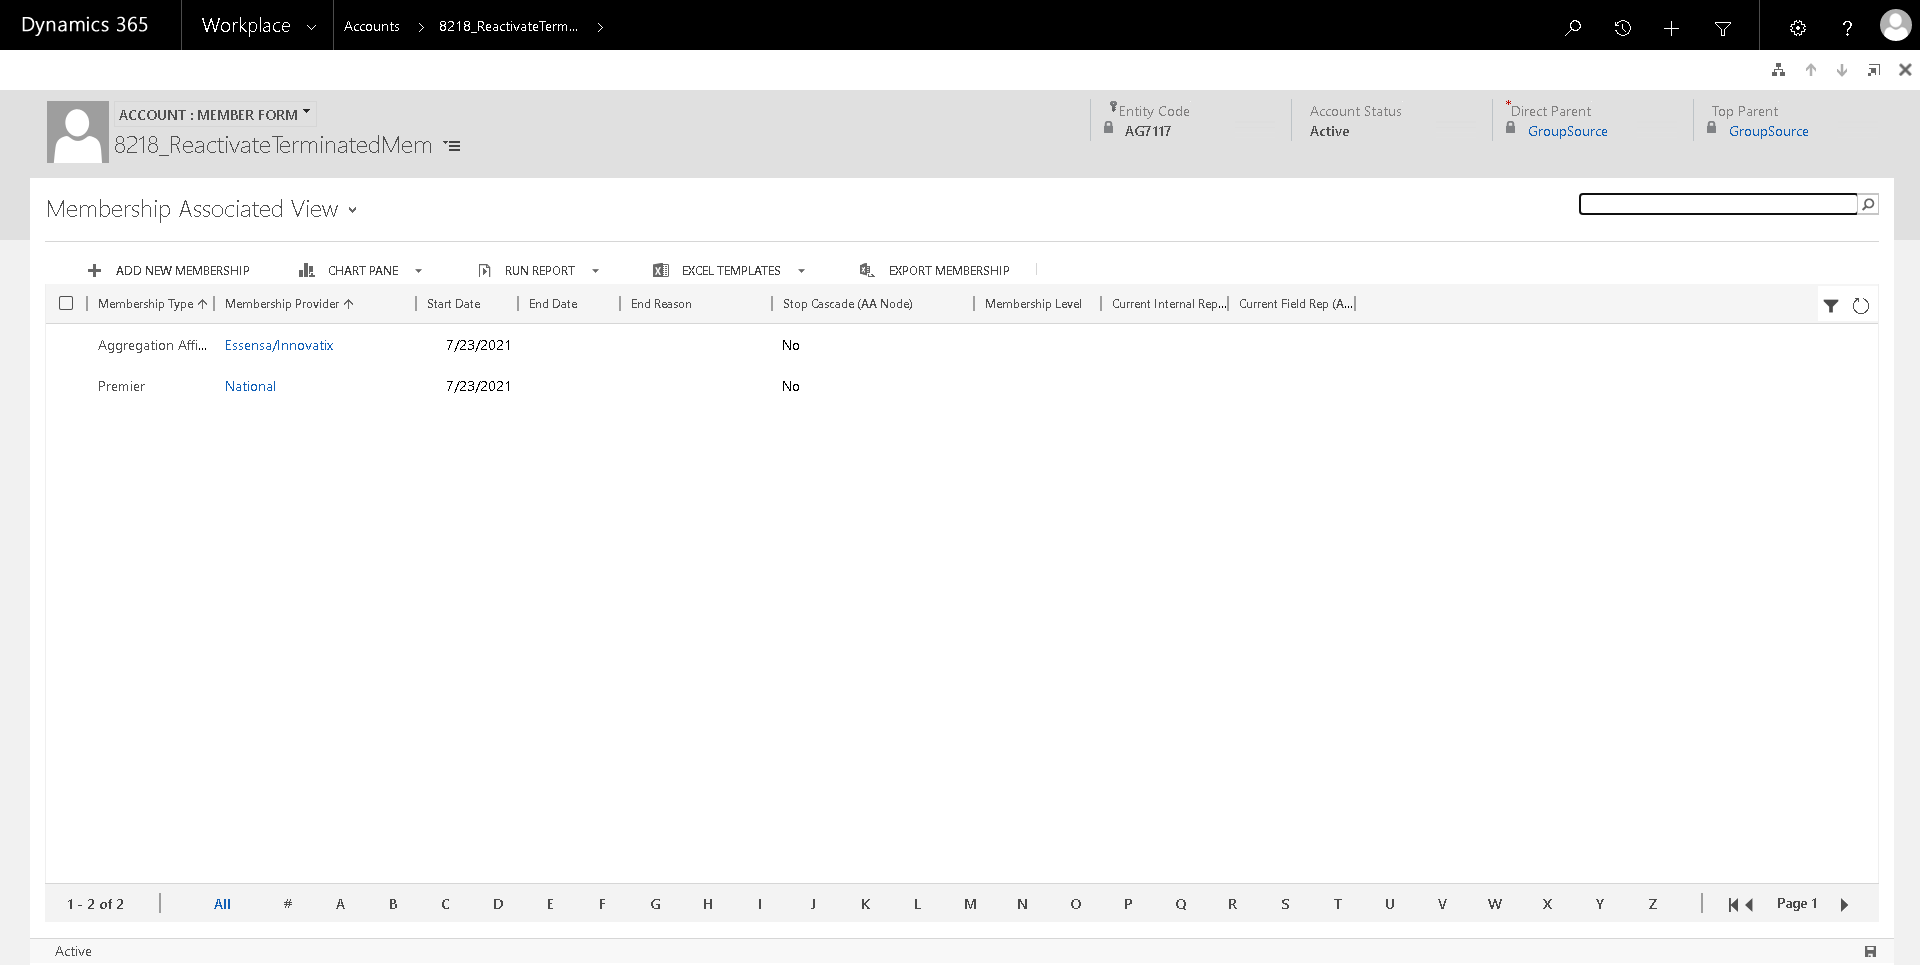 Dynamics 365 Workplace Accounts > 8218_ReactivateTerm... >
ACCOUNT : MEMBER FORM
8218_ReactivateTerminatedMem
Entity Code
AG7117
Account Status
Active
*Direct Parent
GroupSource
Top Parent
GroupSource
Membership Associated View
ADD NEW MEMBERSHIP CHART PANE RUN REPORT EXCEL TEMPLATES EXPORT MEMBERSHIP
Membership Type Membership Provider Start Date End Date End Reason Stop Cascade (AA Node) Membership Level Current Internal Rep... Current Field Rep (A...
Aggregation Affi... Essensa/Innovatix 7/23/2021 No
Premier National 7/23/2021 No
1 - 2 of 2 All # A B C D E F G H I J K L M N O P Q R S T U V W X Y Z Page 1
Active